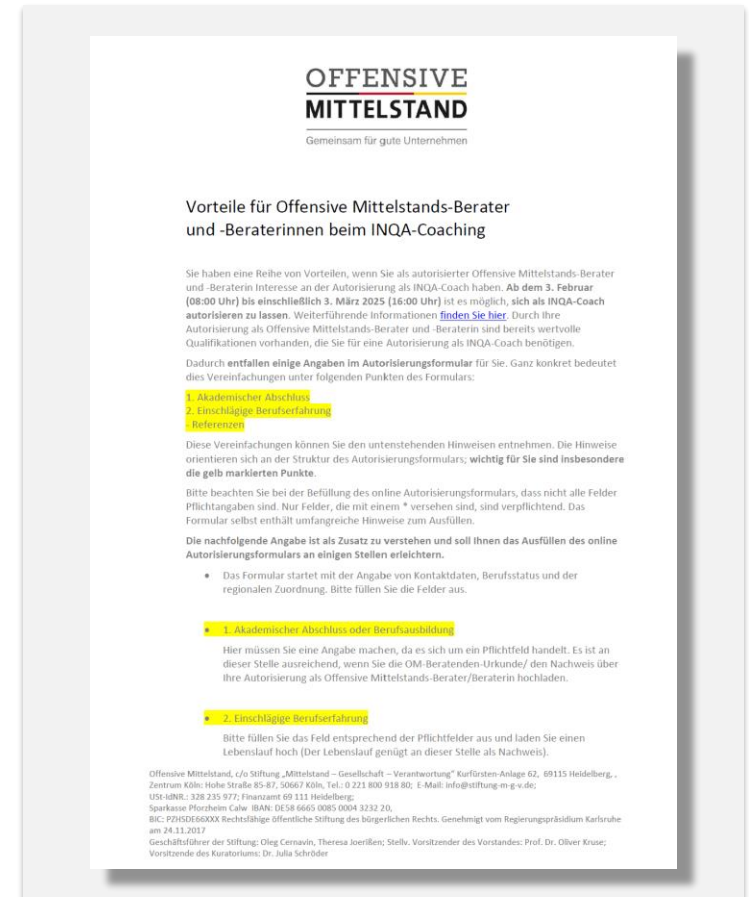 OFFENSIVE
MITTELSTAND
Gemeinsam für gute Unternehmen
Vorteile für Offensive Mittelstands-Berater
und -Beraterinnen beim INQA-Coaching
Sie haben eine Reihe von Vorteilen, wenn Sie als autorisierter Offensive Mittelstands-Berater
und -Beraterin Interesse an der Autorisierung als INQA-Coach haben. Ab dem 3. Februar
(08:00 Uhr) bis einschließlich 3. März 2025 (16:00 Uhr) ist es möglich, sich als INQA-Coach
autorisieren zu lassen. Weiterführende Informationen finden Sie hier. Durch Ihre
Autorisierung als Offensive Mittelstands-Berater und -Beraterin sind bereits wertvolle
Qualifikationen vorhanden, die Sie für eine Autorisierung als INQA-Coach benötigen.
Dadurch entfallen einige Angaben im Autorisierungsformular für Sie. Ganz konkret bedeutet
dies Vereinfachungen unter folgenden Punkten des Formulars:
1. Akademischer Abschluss
2. Einschlägige Berufserfahrung
- Referenzen
Diese Vereinfachungen können Sie den untenstehenden Hinweisen entnehmen. Die Hinweise
orientieren sich an der Struktur des Autorisierungsformulars; wichtig für Sie sind insbesondere
die gelb markierten Punkte.
Bitte beachten Sie bei der Befüllung des online Autorisierungsformulars, dass nicht alle Felder
Pflichtangaben sind. Nur Felder, die mit einem * versehen sind, sind verpflichtend. Das
Formular selbst enthält umfangreiche Hinweise zum Ausfüllen.
Die nachfolgende Angabe ist als Zusatz zu verstehen und soll Ihnen das Ausfüllen des online
Autorisierungsformulars an einigen Stellen erleichtern.
• Das Formular startet mit der Angabe von Kontaktdaten, Berufsstatus und der
regionalen Zuordnung. Bitte füllen Sie die Felder aus.
• 1. Akademischer Abschluss oder Berufsausbildung
Hier müssen Sie eine Angabe machen, da es sich um ein Pflichtfeld handelt. Es ist an
dieser Stelle ausreichend, wenn Sie die OM-Beratenden-Urkunde/ den Nachweis über
Ihre Autorisierung als Offensive Mittelstands-Berater/Beraterin hochladen.
• 2. Einschlägige Berufserfahrung
Bitte füllen Sie das Feld entsprechend der Pflichtfelder aus und laden Sie einen
Lebenslauf hoch (Der Lebenslauf genügt an dieser Stelle als Nachweis).
Offensive Mittelstand, c/o Stiftung „Mittelstand – Gesellschaft – Verantwortung“ Kurfürsten-Anlage 62, 69115 Heidelberg, ,
Zentrum Köln: Hohe Straße 85-87, 50667 Köln, Tel.: 0 221 800 918 80; E-Mail: info@stiftung-m-g-v.de;
USt-IdNR.: 328 235 977; Finanzamt 69 111 Heidelberg;
Sparkasse Pforzheim Calw IBAN: DE58 6665 0085 0004 3232 20,
BIC: PZHSDE66XXX Rechtsfähige öffentliche Stiftung des bürgerlichen Rechts. Genehmigt vom Regierungspräsidium Karlsruhe
am 24.11.2017
Geschäftsführer der Stiftung: Oleg Cernavin, Theresa Joerißen; Stellv. Vorsitzender des Vorstandes: Prof. Dr. Oliver Kruse;
Vorsitzende des Kuratoriums: Dr. Julia Schröder